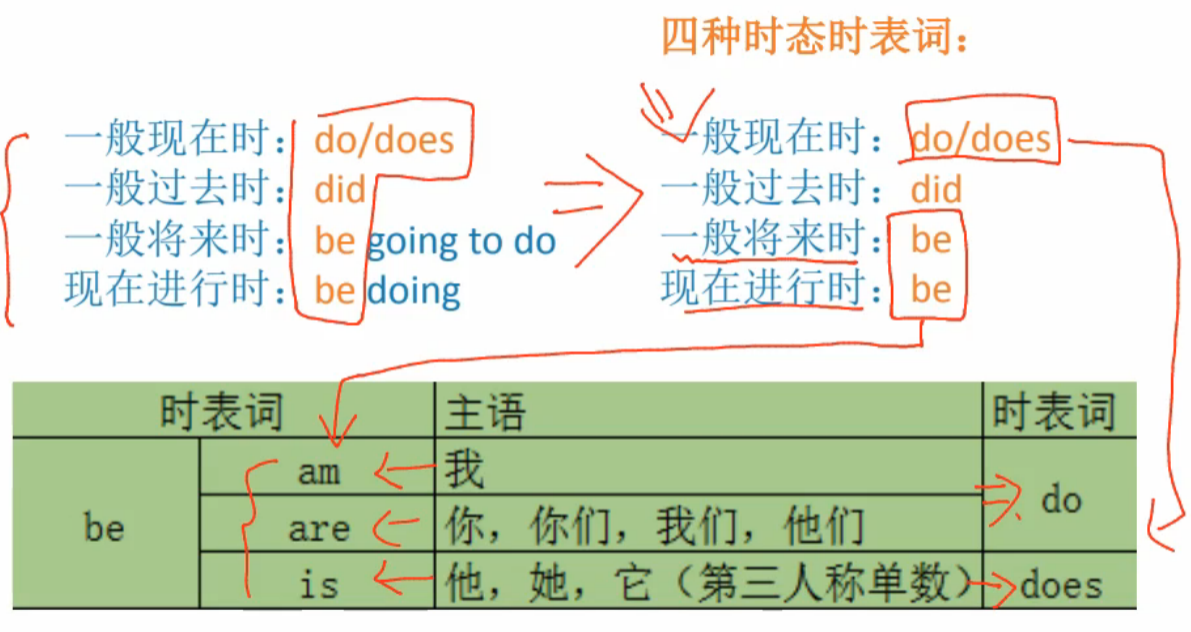 四种时态时表词：
一般现在时：do/does
一般过去时：did
一般将来时：be going to do
现在进行时：be doing
一般现在时：do/does
一般过去时：did
一般将来时：be
现在进行时：be
时表词 主语 时表词
be
am 我
do
are 你，你们，我们，他们
is 他，她，它（第三人称单数） does